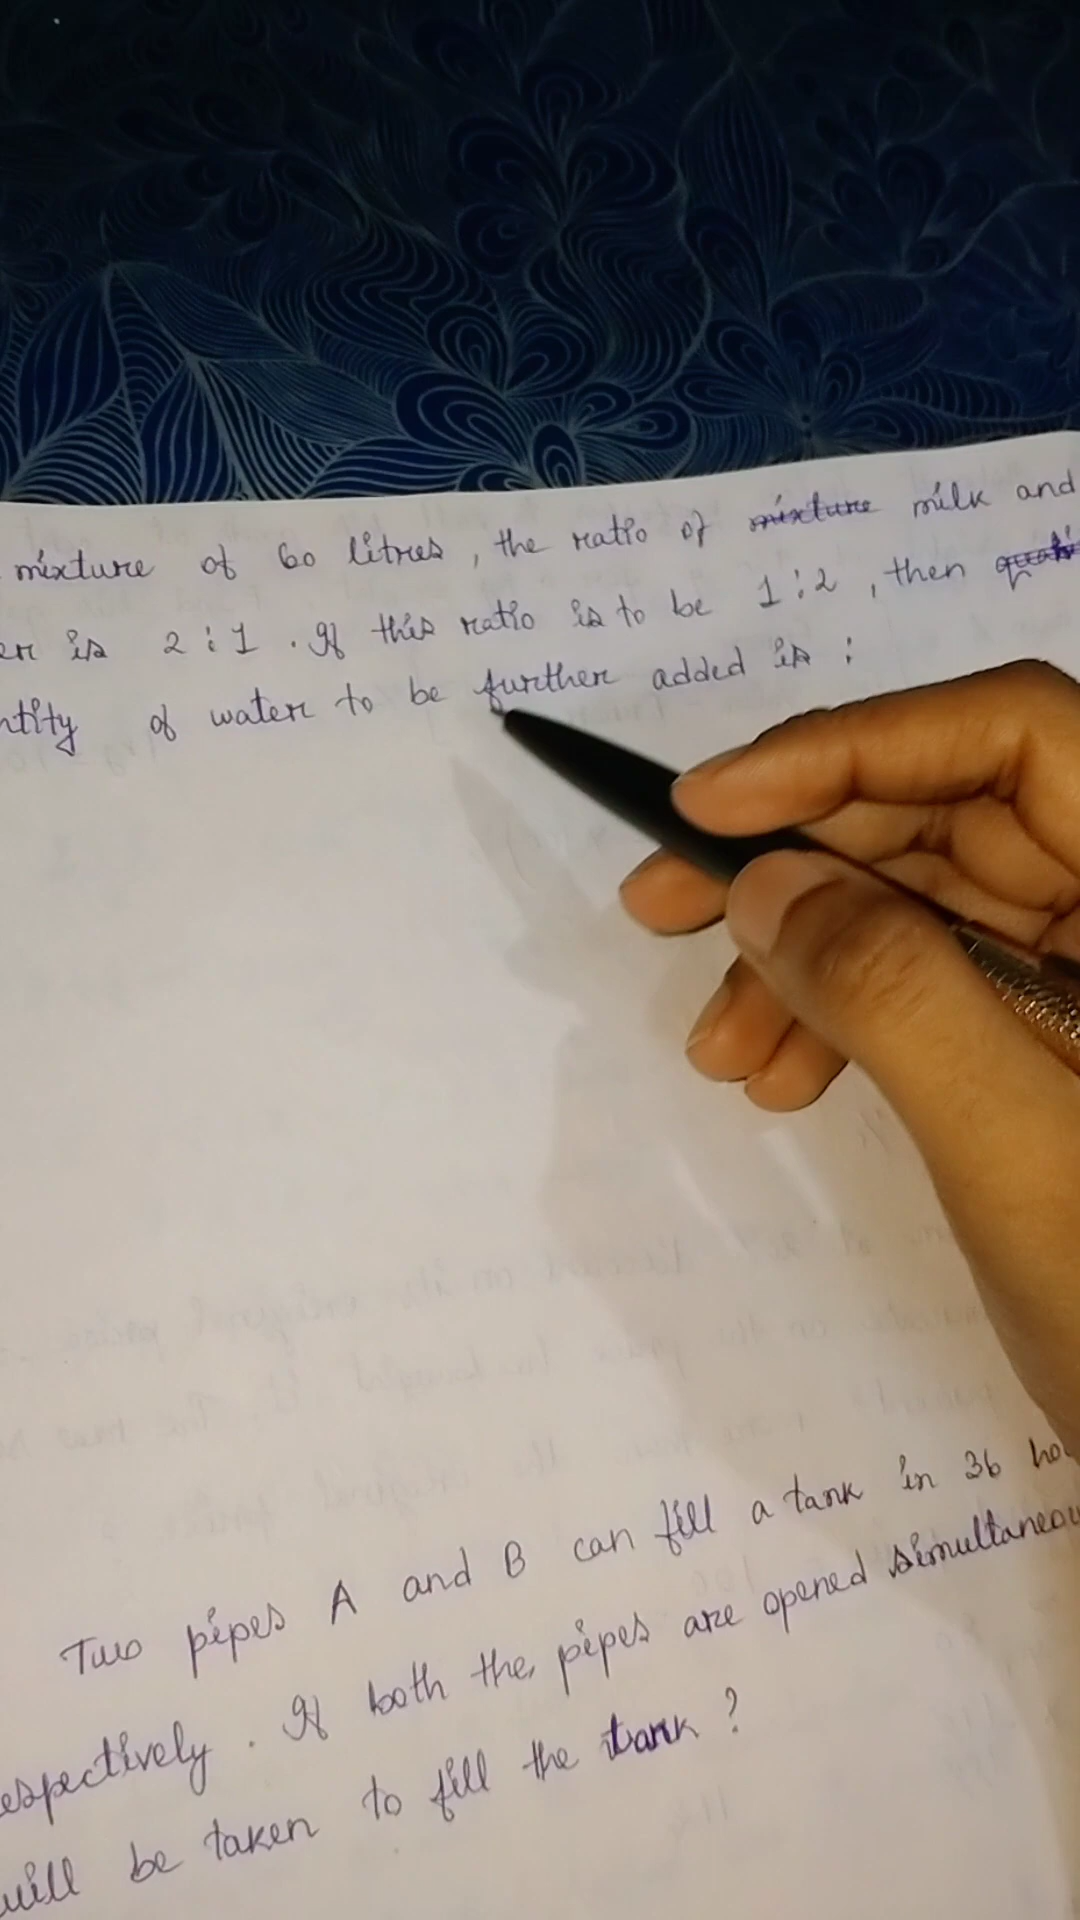 mixture of 60 litres, the ratio of mixture milk and
er is 2:1. If this ratio is to be 1:2, then
ntity of water to be further added is :
Two pipes A and B can fill a tank in 36 ho
espectively. If both the pipes are opened simultaneou
will be taken to fill the tank ?